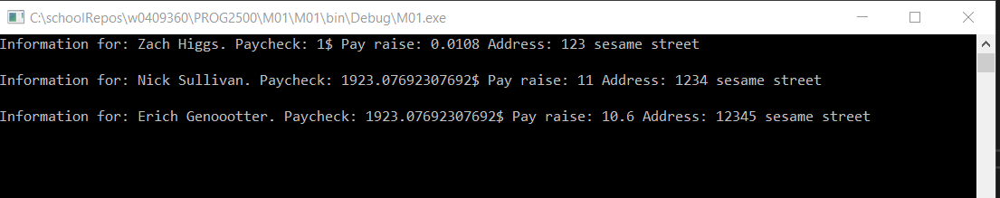 C:\schoolRepos\w0409360\PROG2500\M01\M01\bin\Debug\M01.exe
Information for: Zach Higgs. Paycheck: 1$ Pay raise: 0.0108 Address: 123 sesame street
Information for: Nick Sullivan. Paycheck: 1923.07692307692$ Pay raise: 11 Address: 1234 sesame street
Information for: Erich Genoootter. Paycheck: 1923.07692307692$ Pay raise: 10.6 Address: 12345 sesame street